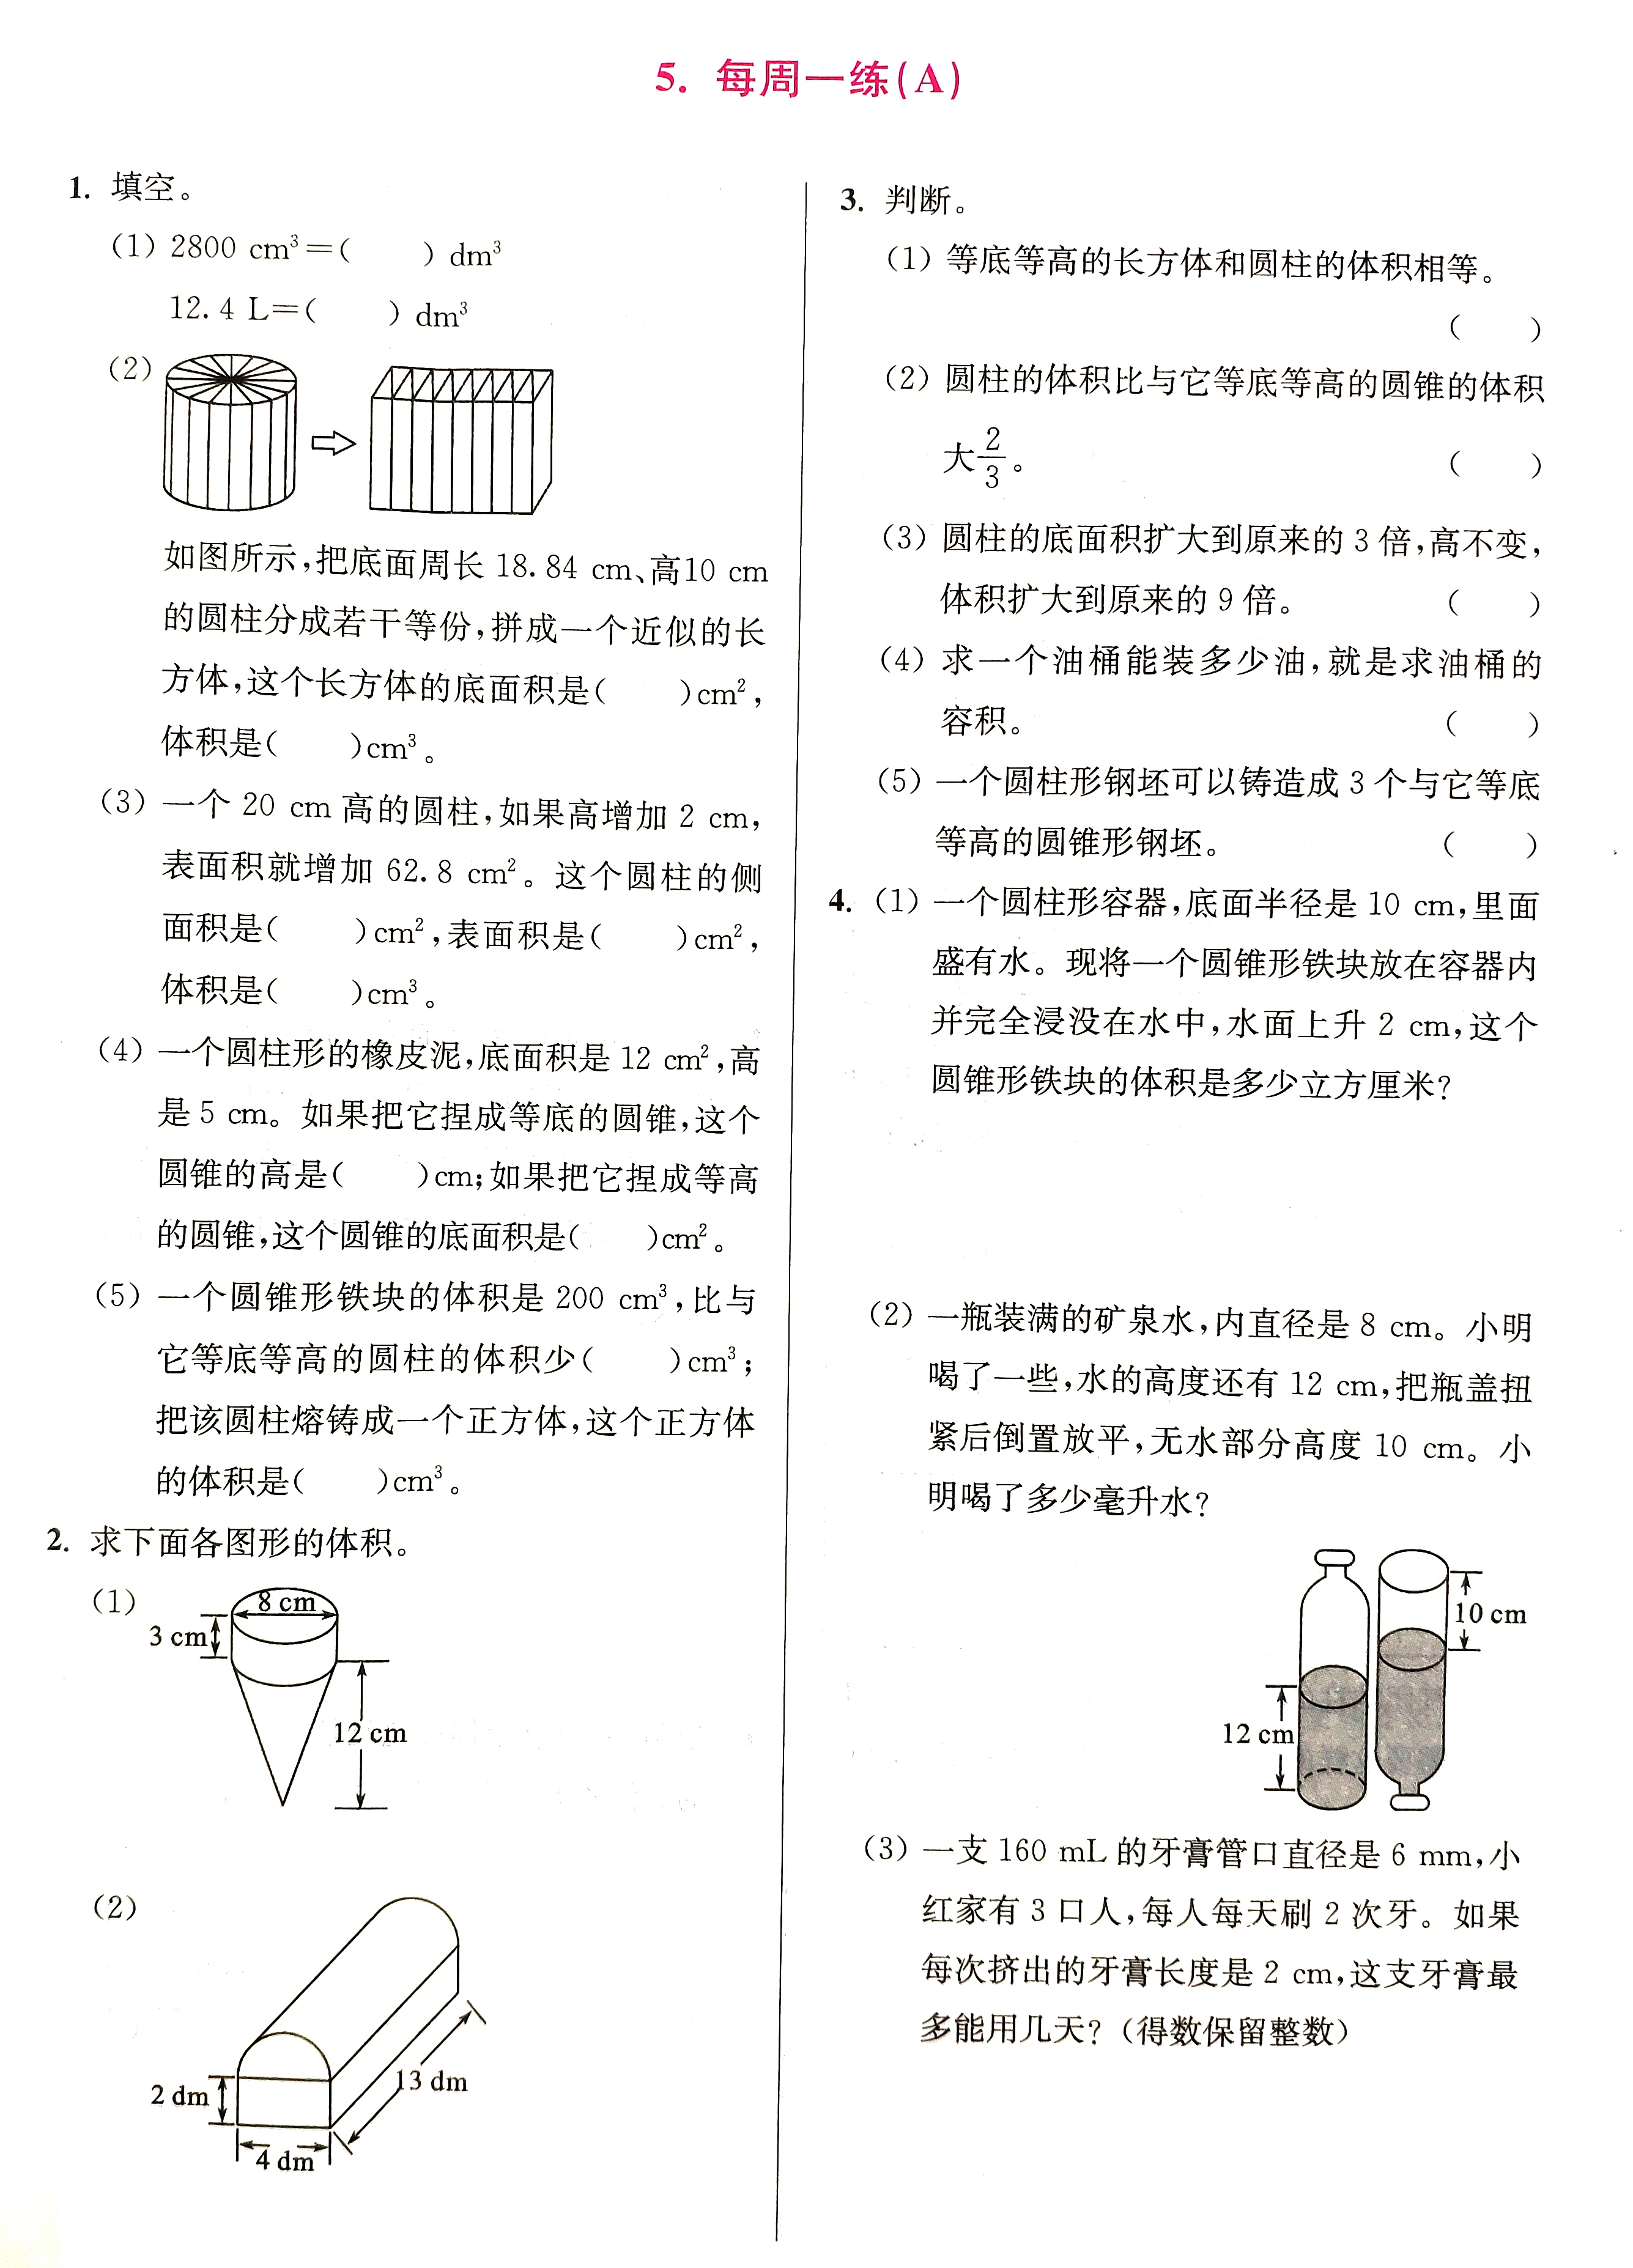 5. 每周一练(A)
1. 填空。
(1) 2800 cm³=(  ) dm³
12.4 L=(  ) dm³
(2)
如图所示,把底面周长 18.84 cm、高10 cm
的圆柱分成若干等份,拼成一个近似的长
方体,这个长方体的底面积是(  )cm²,
体积是(  )cm³。
(3) 一个 20 cm 高的圆柱,如果高增加 2 cm,
表面积就增加 62.8 cm²。这个圆柱的侧
面积是(  )cm²,表面积是(  )cm²,
体积是(  )cm³。
(4) 一个圆柱形的橡皮泥,底面积是 12 cm²,高
是 5 cm。如果把它捏成等底的圆锥,这个
圆锥的高是(  )cm;如果把它捏成等高
的圆锥,这个圆锥的底面积是(  )cm²。
(5) 一个圆锥形铁块的体积是 200 cm³,比与
它等底等高的圆柱的体积少(  )cm³;
把该圆柱熔铸成一个正方体,这个正方体
的体积是(  )cm³。
2. 求下面各图形的体积。
(1)
8 cm
3 cm
12 cm
(2)
2 dm
13 dm
4 dm
3. 判断。
(1) 等底等高的长方体和圆柱的体积相等。
(  )
(2) 圆柱的体积比与它等底等高的圆锥的体积
大2/3。 (  )
(3) 圆柱的底面积扩大到原来的 3 倍,高不变,
体积扩大到原来的 9 倍。 (  )
(4) 求一个油桶能装多少油,就是求油桶的
容积。 (  )
(5) 一个圆柱形钢坯可以铸造成 3 个与它等底
等高的圆锥形钢坯。 (  )
4. (1) 一个圆柱形容器,底面半径是 10 cm,里面
盛有水。现将一个圆锥形铁块放在容器内
并完全浸没在水中,水面上升 2 cm,这个
圆锥形铁块的体积是多少立方厘米?
(2) 一瓶装满的矿泉水,内直径是 8 cm。小明
喝了一些,水的高度还有 12 cm,把瓶盖扭
紧后倒置放平,无水部分高度 10 cm。小
明喝了多少毫升水?
10 cm
12 cm
(3) 一支 160 mL 的牙膏管口直径是 6 mm,小
红家有 3 口人,每人每天刷 2 次牙。如果
每次挤出的牙膏长度是 2 cm,这支牙膏最
多能用几天?(得数保留整数)